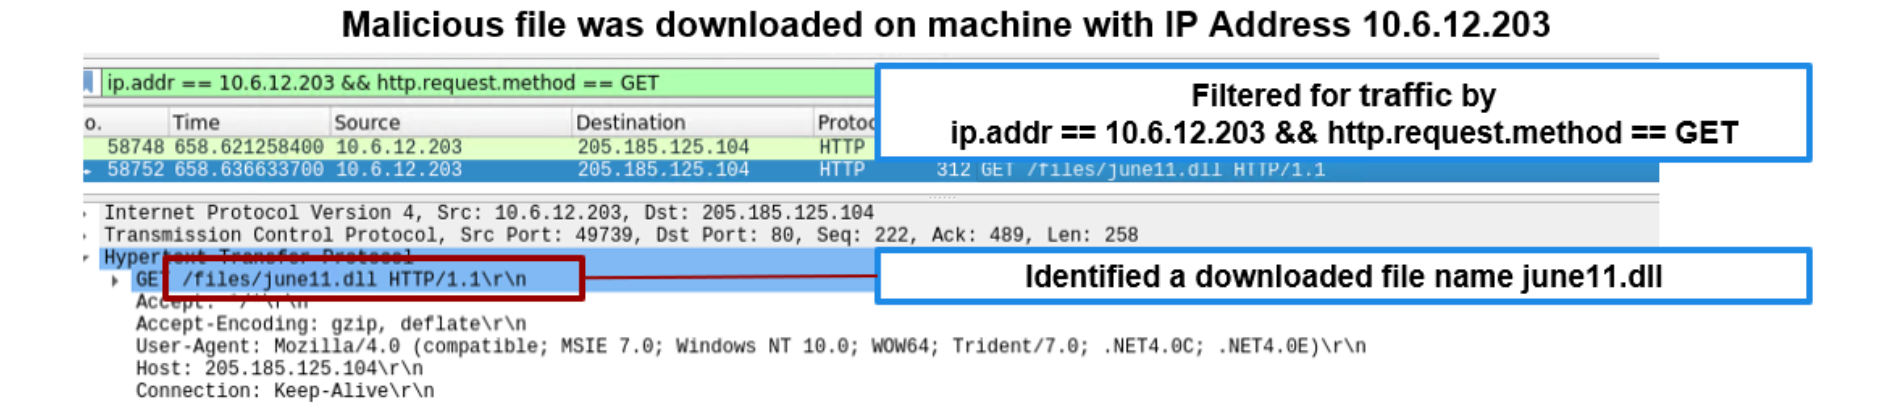 Malicious file was downloaded on machine with IP Address 10.6.12.203
ip.addr == 10.6.12.203 && http.request.method == GET
Filtered for traffic by
ip.addr == 10.6.12.203 && http.request.method == GET
o. Time Source Destination Protoc
58748 658.621258400 10.6.12.203 205.185.125.104 HTTP
58752 658.636633700 10.6.12.203 205.185.125.104 HTTP 312 GET /files/june11.dll HTTP/1.1
Internet Protocol Version 4, Src: 10.6.12.203, Dst: 205.185.125.104
Transmission Control Protocol, Src Port: 49739, Dst Port: 80, Seq: 222, Ack: 489, Len: 258
Hypertext Transfer Protocol
GET /files/june11.dll HTTP/1.1\r\n
Identified a downloaded file name june11.dll
Accept: */*\r\n
Accept-Encoding: gzip, deflate\r\n
User-Agent: Mozilla/4.0 (compatible; MSIE 7.0; Windows NT 10.0; WOW64; Trident/7.0; .NET4.0C; .NET4.0E)\r\n
Host: 205.185.125.104\r\n
Connection: Keep-Alive\r\n